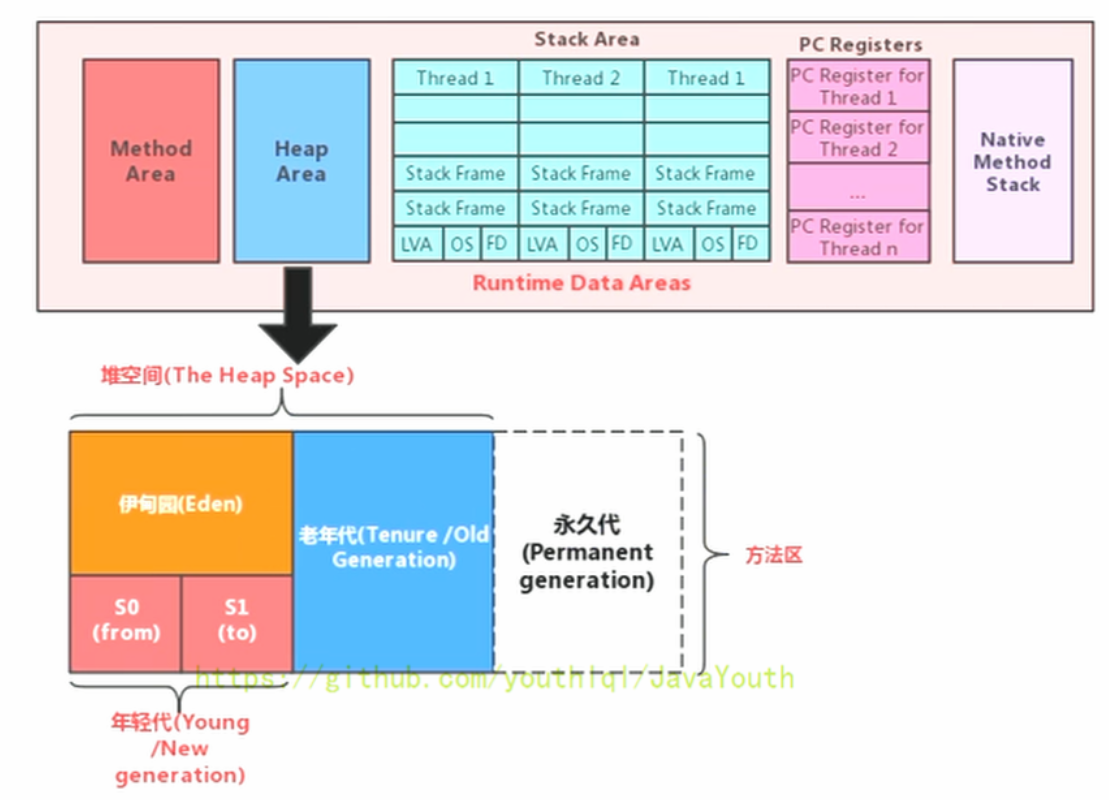 Stack Area
PC Registers
Method
Area
Heap
Area
Thread 1
Thread 2
Thread 1
Stack Frame
Stack Frame
Stack Frame
Stack Frame
Stack Frame
Stack Frame
LVA
OS
FD
LVA
OS
FD
LVA
OS
FD
PC Register for
Thread 1
PC Register for
Thread 2
...
PC Register for
Thread n
Native
Method
Stack
Runtime Data Areas
堆空间(The Heap Space)
伊甸园(Eden)
老年代(Tenure /Old
Generation)
永久代
(Permanent
generation)
方法区
S0
(from)
S1
(to)
https://github.com/youthlql/JavaYouth
年轻代(Young
/New
generation)